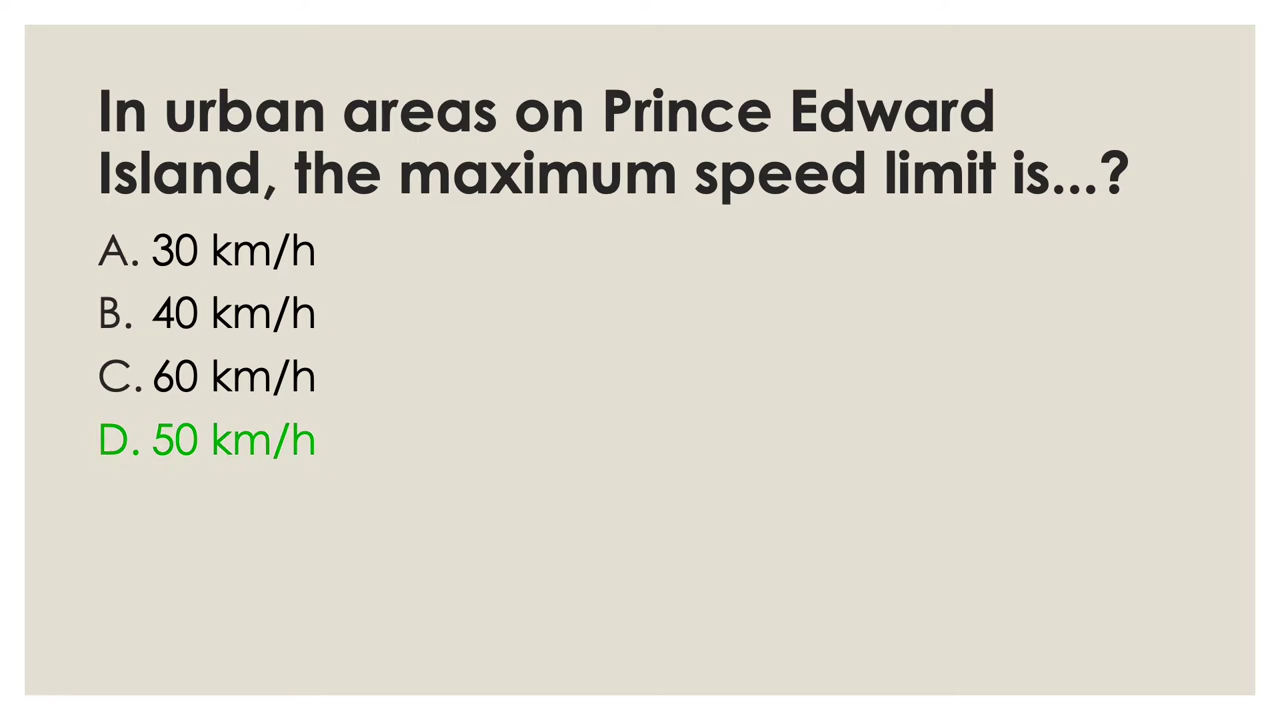 In urban areas on Prince Edward
Island, the maximum speed limit is...?
A. 30 km/h
B. 40 km/h
C. 60 km/h
D. 50 km/h